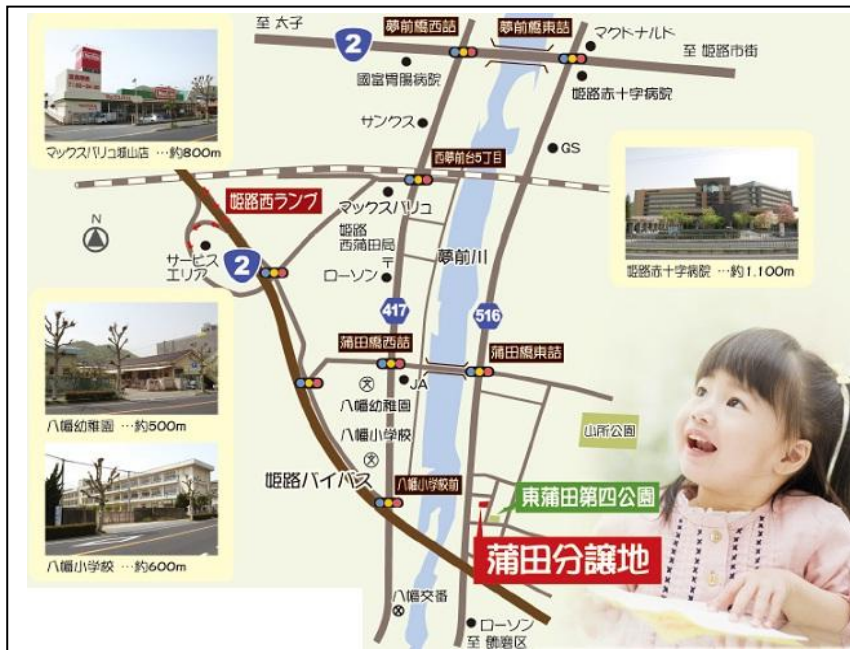 至 太子
2
夢前橋西詰
夢前橋東詰
マクドナルド
至 姫路市街
國富胃腸病院
姫路赤十字病院
サンクス
マックスバリュ城山店 …約800m
西夢前台5丁目
GS
姫路西ランプ
マックスバリュ
N
姫路
西蒲田局
〒
夢前川
サービス
エリア
2
ローソン
姫路赤十字病院 …約1.100m
417
516
蒲田橋西詰
蒲田橋東詰
文
JA
八幡幼稚園
八幡幼稚園 …約500m
山所公園
八幡小学校
文
姫路バイパス
八幡小学校前
東蒲田第四公園
蒲田分譲地
八幡小学校 …約600m
八幡交番
ローソン
至 飾磨区